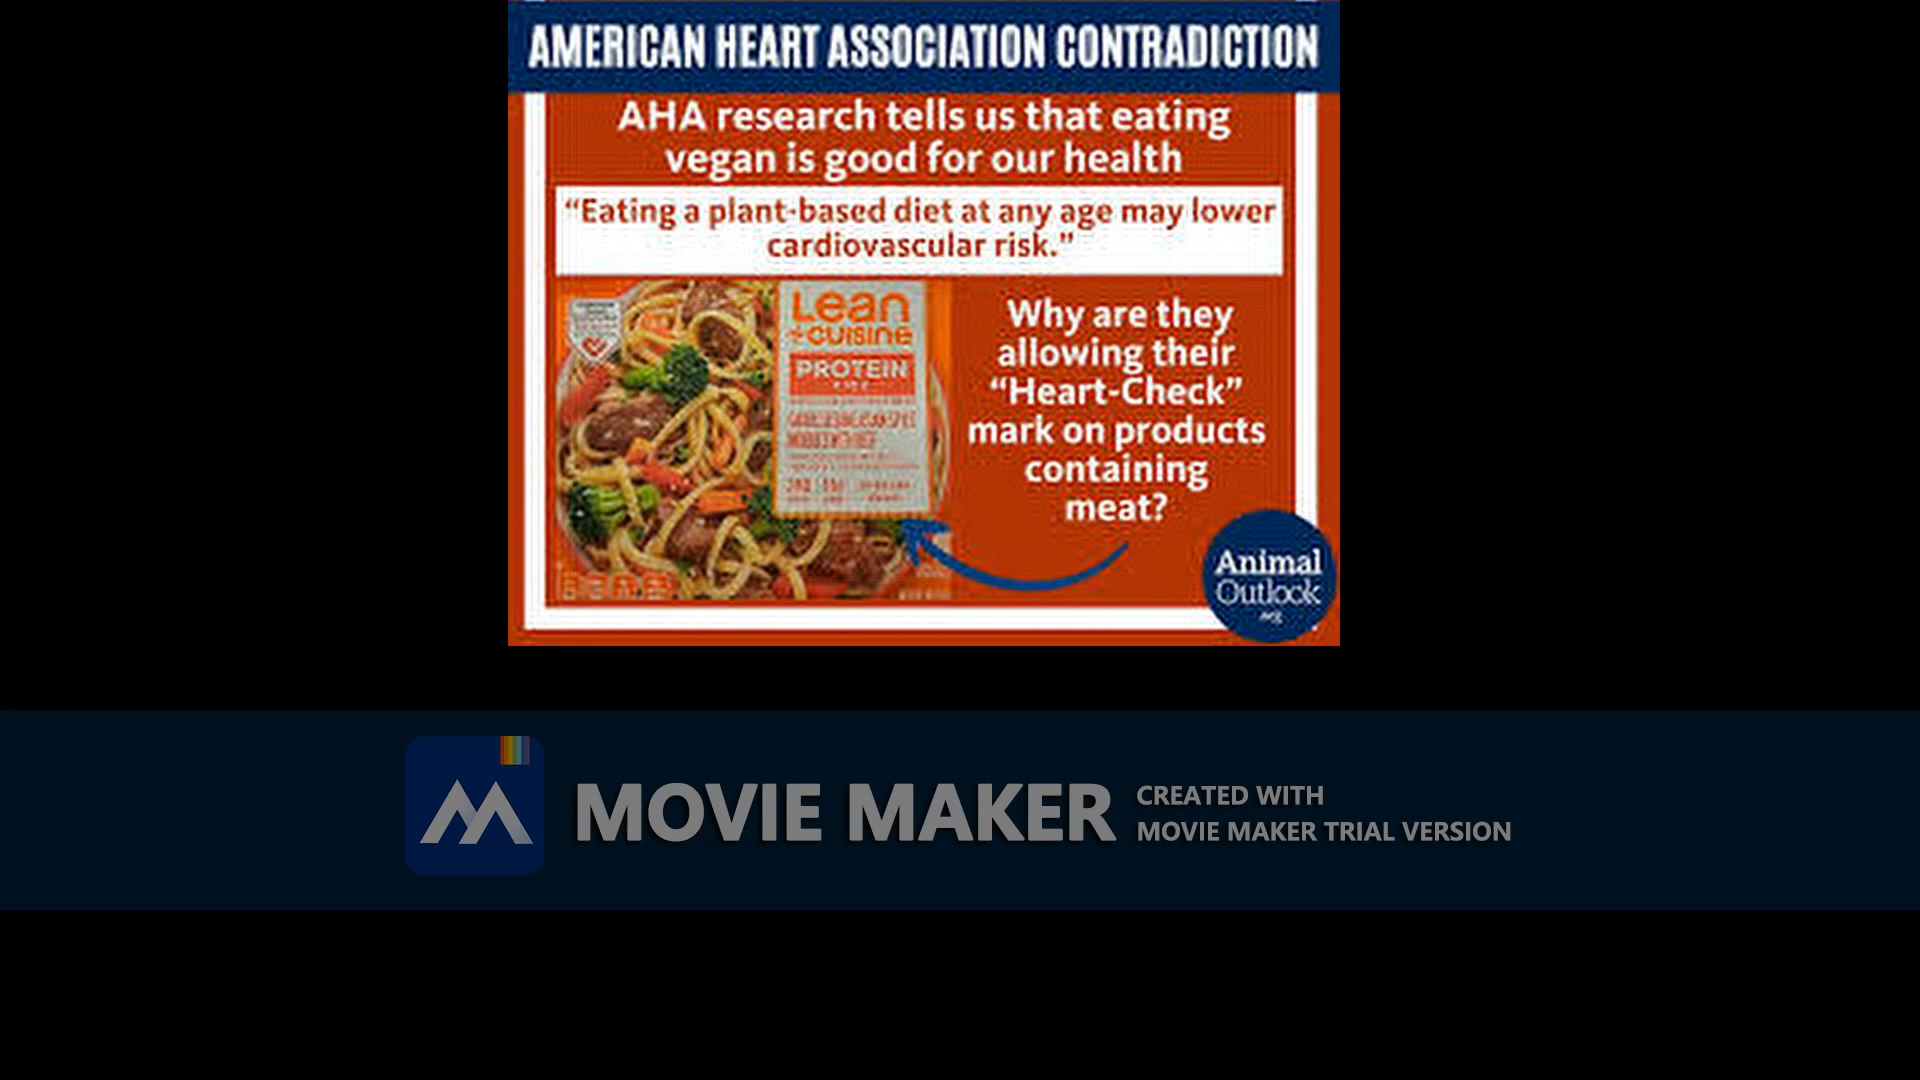 AMERICAN HEART ASSOCIATION CONTRADICTION
AHA research tells us that eating
vegan is good for our health
“Eating a plant-based diet at any age may lower
cardiovascular risk.”
Lean
cuisine
PROTEIN
Why are they
allowing their
“Heart-Check”
mark on products
containing
meat?
Animal
Outlook
.org
MOVIE MAKER
CREATED WITH
MOVIE MAKER TRIAL VERSION